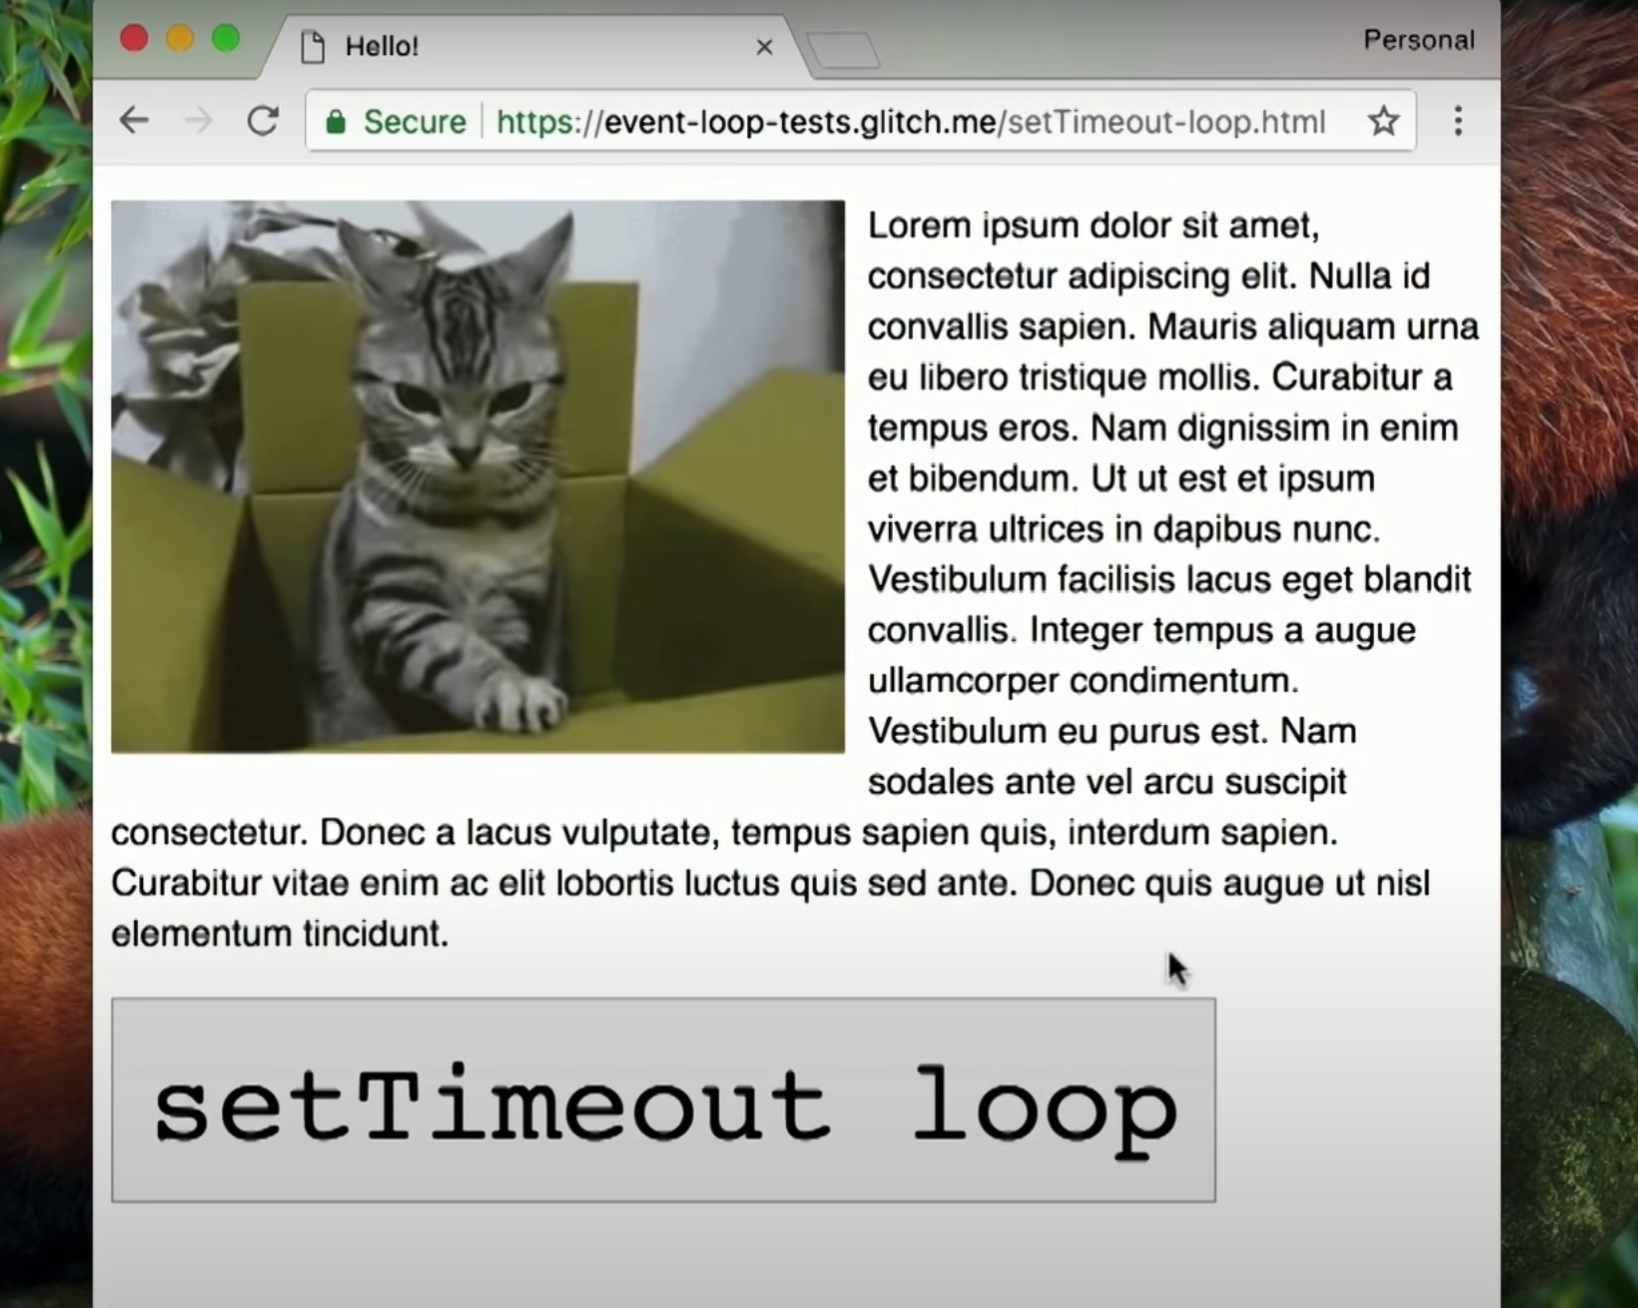 Hello!
Personal
Secure https://event-loop-tests.glitch.me/setTimeout-loop.html
Lorem ipsum dolor sit amet,
consectetur adipiscing elit. Nulla id
convallis sapien. Mauris aliquam urna
eu libero tristique mollis. Curabitur a
tempus eros. Nam dignissim in enim
et bibendum. Ut ut est et ipsum
viverra ultrices in dapibus nunc.
Vestibulum facilisis lacus eget blandit
convallis. Integer tempus a augue
ullamcorper condimentum.
Vestibulum eu purus est. Nam
sodales ante vel arcu suscipit
consectetur. Donec a lacus vulputate, tempus sapien quis, interdum sapien.
Curabitur vitae enim ac elit lobortis luctus quis sed ante. Donec quis augue ut nisl
elementum tincidunt.
setTimeout loop